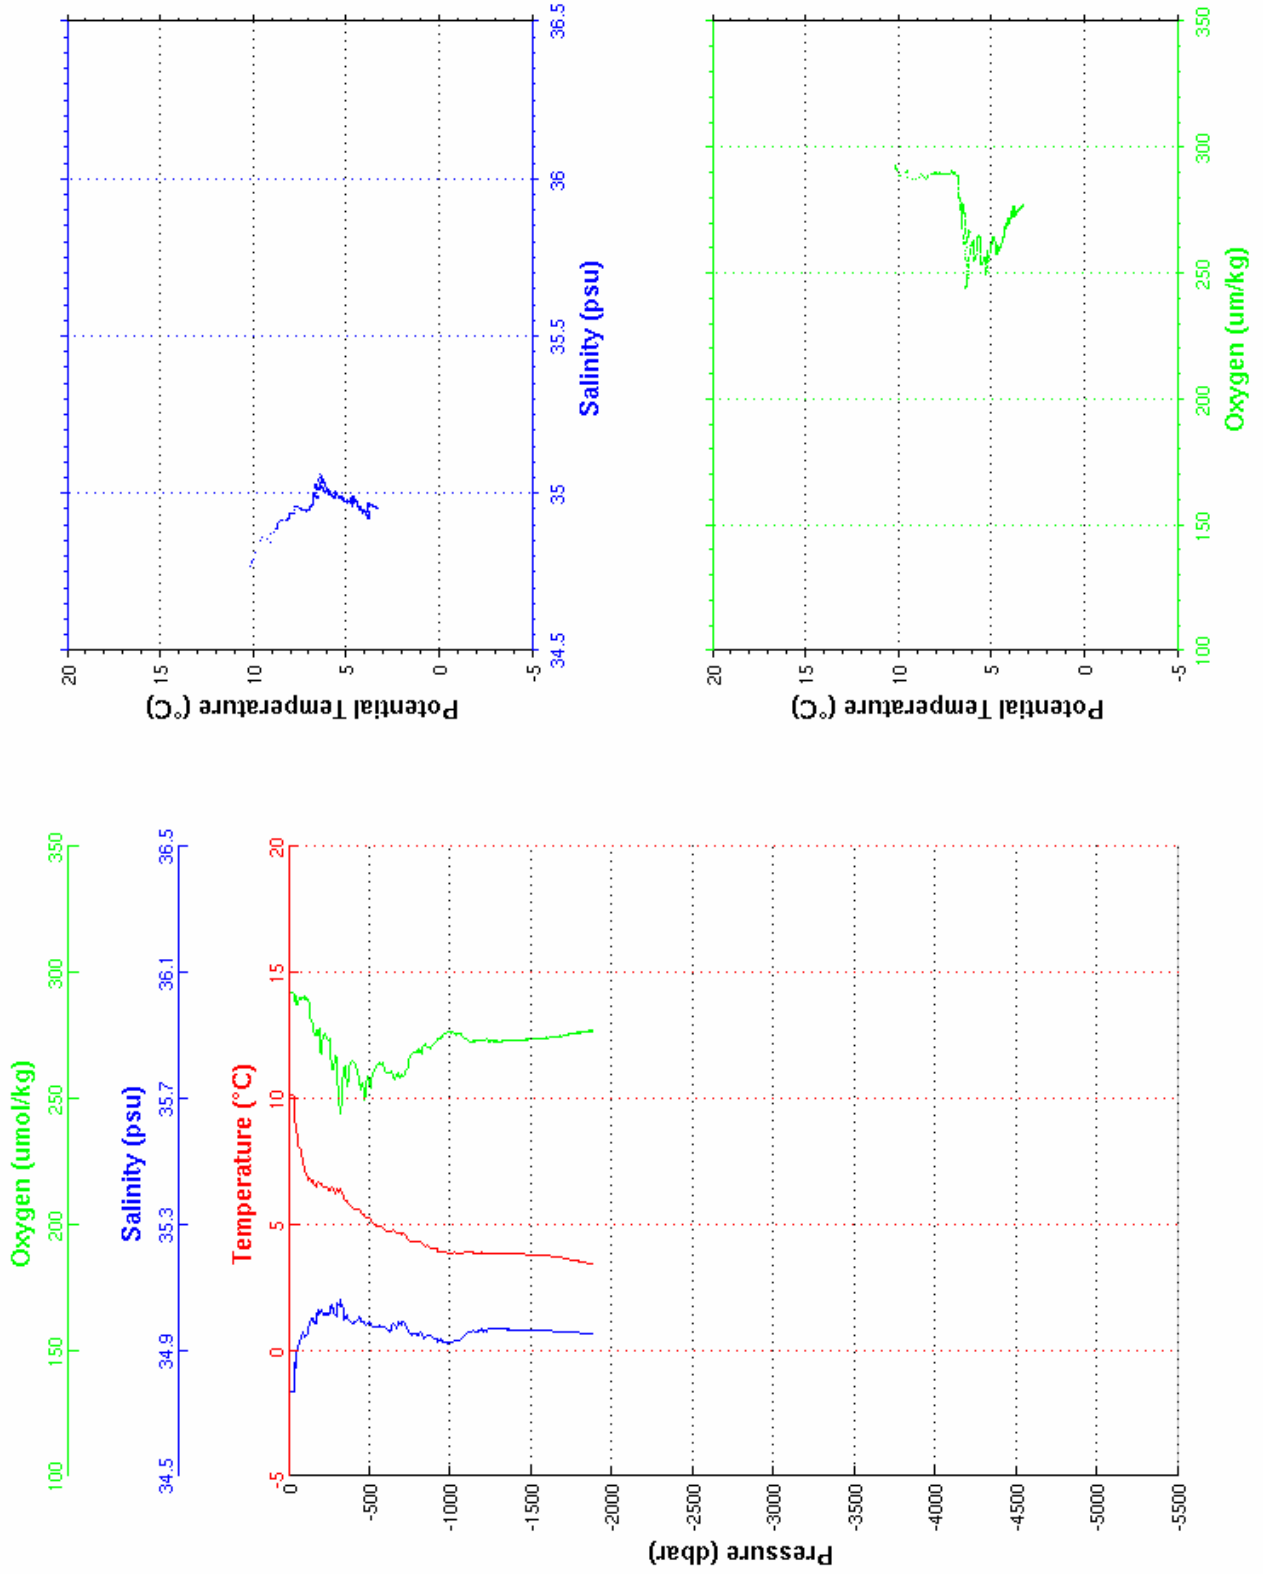 Oxygen (umol/kg)
100 150 200 250 300 350
Salinity (psu)
34.5 34.9 35.3 35.7 36.1 36.5
Temperature (°C)
-5 0 5 10 15 20
0
-500
-1000
-1500
-2000
-2500
-3000
-3500
-4000
-4500
-5000
-5500
Pressure (dbar)
20
15
10
5
0
-5
Potential Temperature (°C)
34.5 35 35.5 36 36.5
Salinity (psu)
20
15
10
5
0
-5
Potential Temperature (°C)
100 150 200 250 300 350
Oxygen (um/kg)